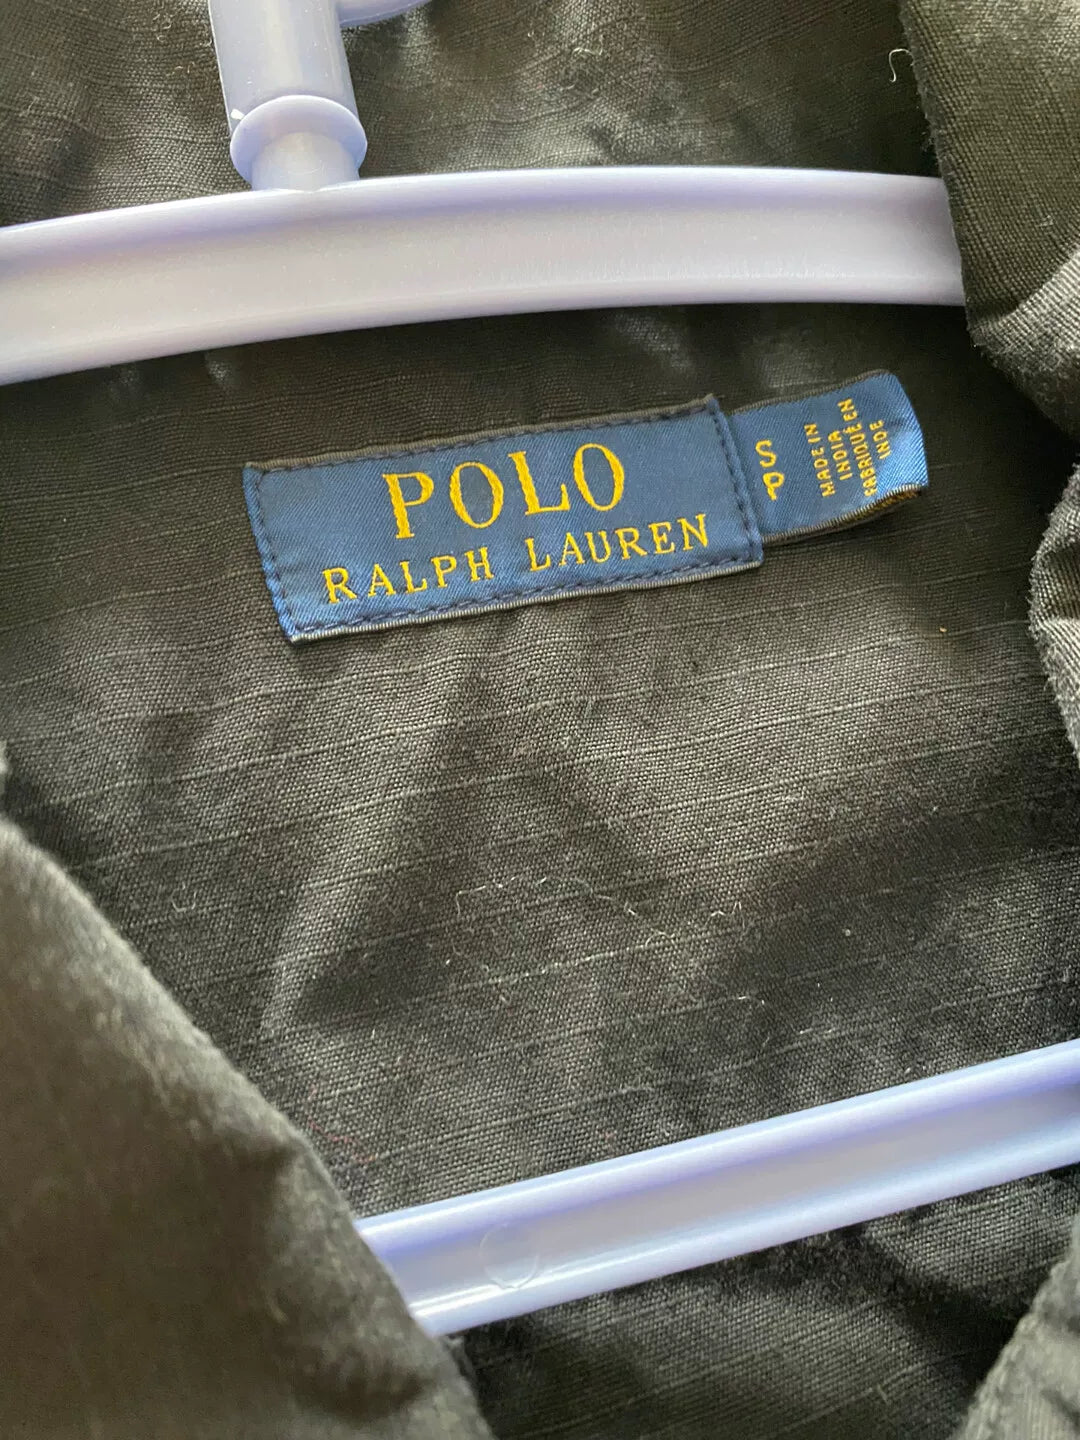 POLO
RALPH LAUREN
S
P
MADE IN
INDIA
FABRIQUÉ EN
INDE